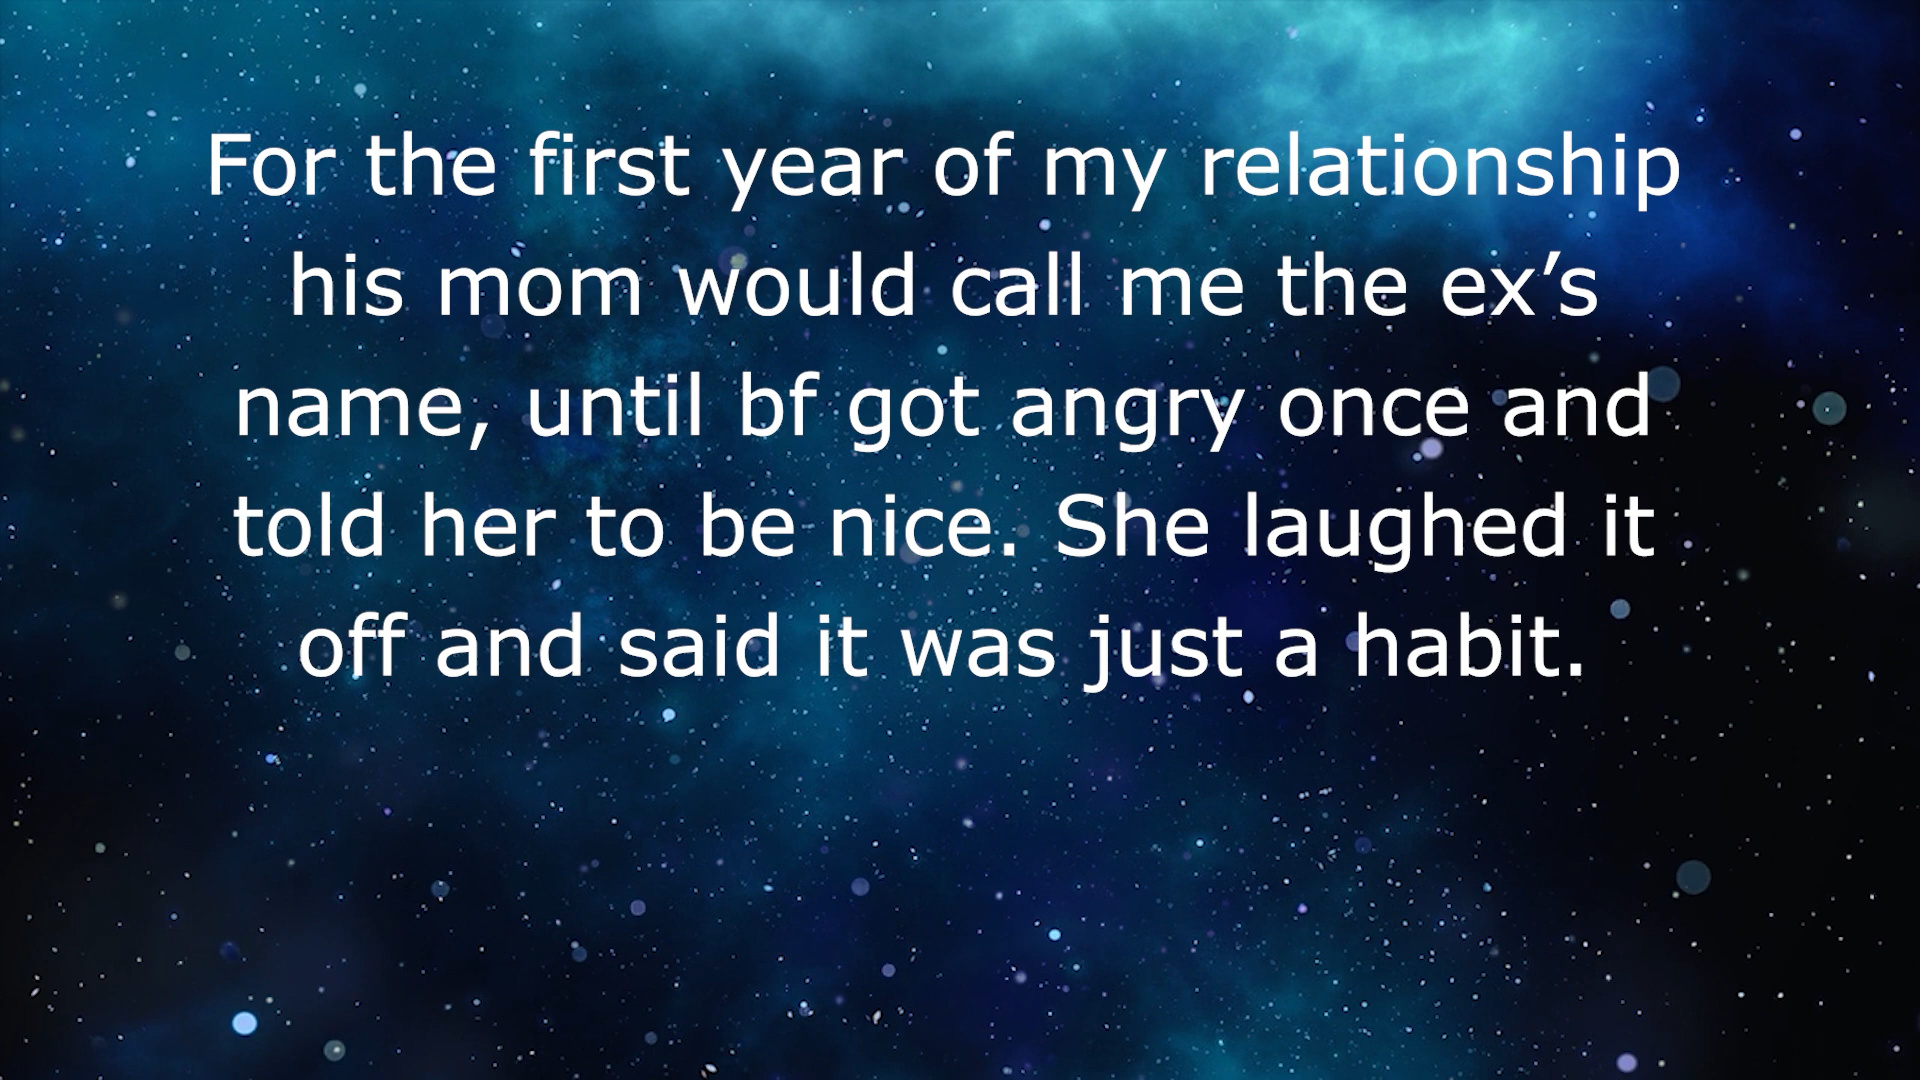 For the first year of my relationship
his mom would call me the ex’s
name, until bf got angry once and
told her to be nice. She laughed it
off and said it was just a habit.